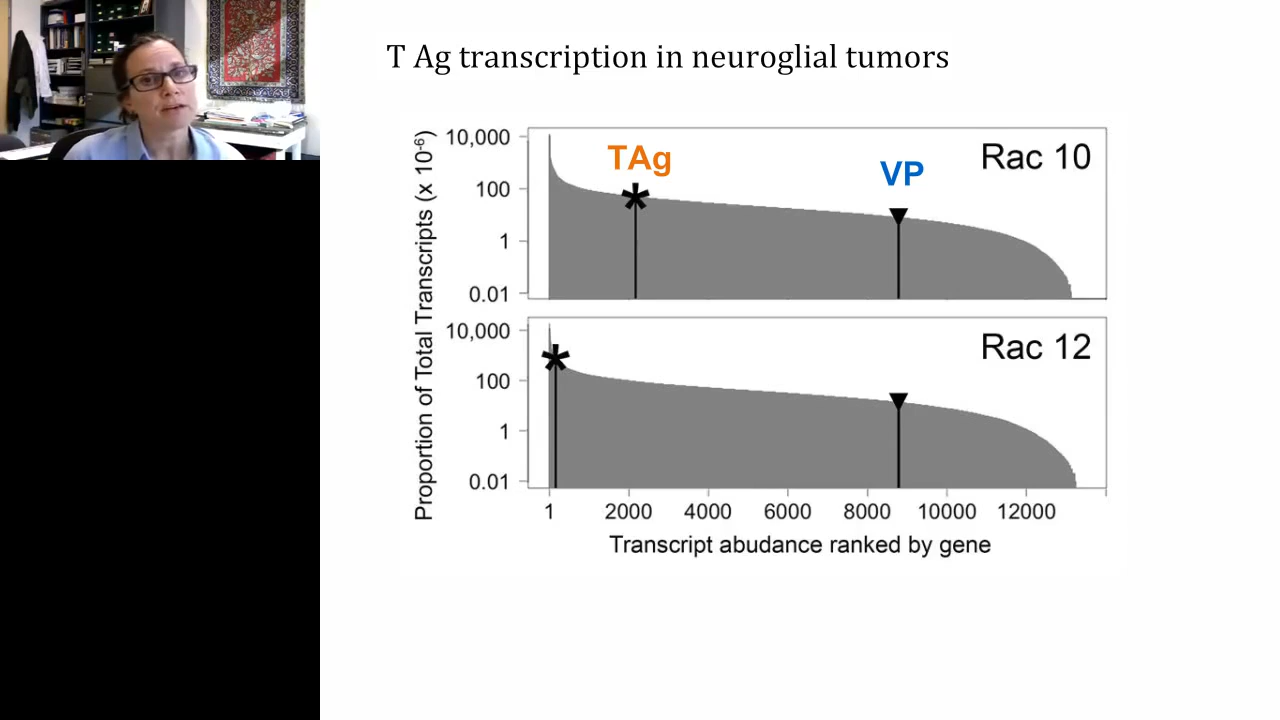 T Ag transcription in neuroglial tumors
Proportion of Total Transcripts (x 10⁻⁶)
10,000
100
1
0.01
TAg
VP
Rac 10
10,000
100
1
0.01
Rac 12
1 2000 4000 6000 8000 10000 12000
Transcript abudance ranked by gene